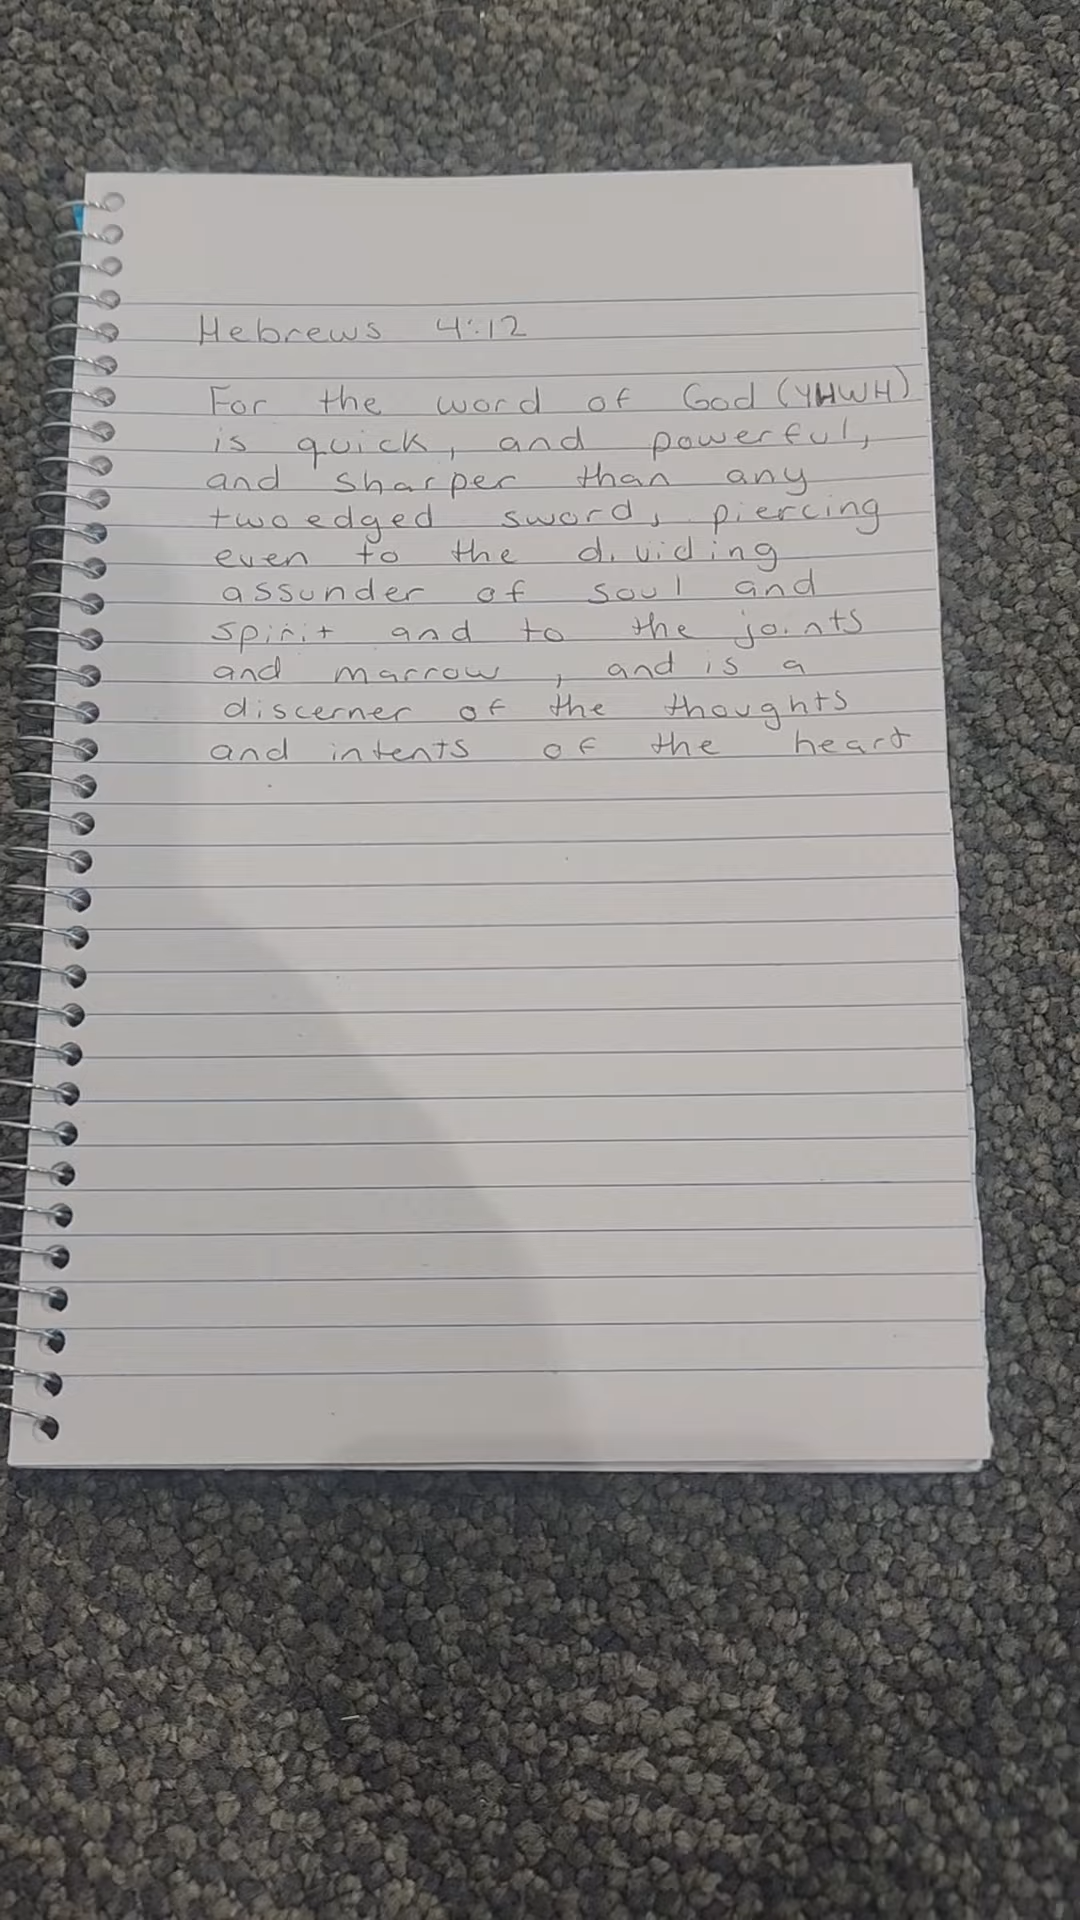 Hebrews 4:12
For the word of God (YHWH)
is quick, and powerful,
and sharper than any
twoedged sword, piercing
even to the dividing
assunder of soul and
spirit and to the joints
and marrow , and is a
discerner of the thoughts
and intents of the heart